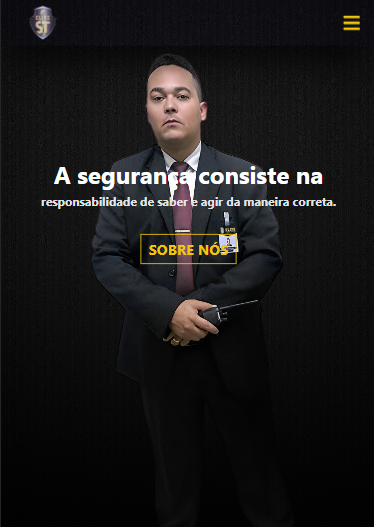 ST
A segurança consiste na
responsabilidade de saber e agir da maneira correta.
SOBRE NÓS